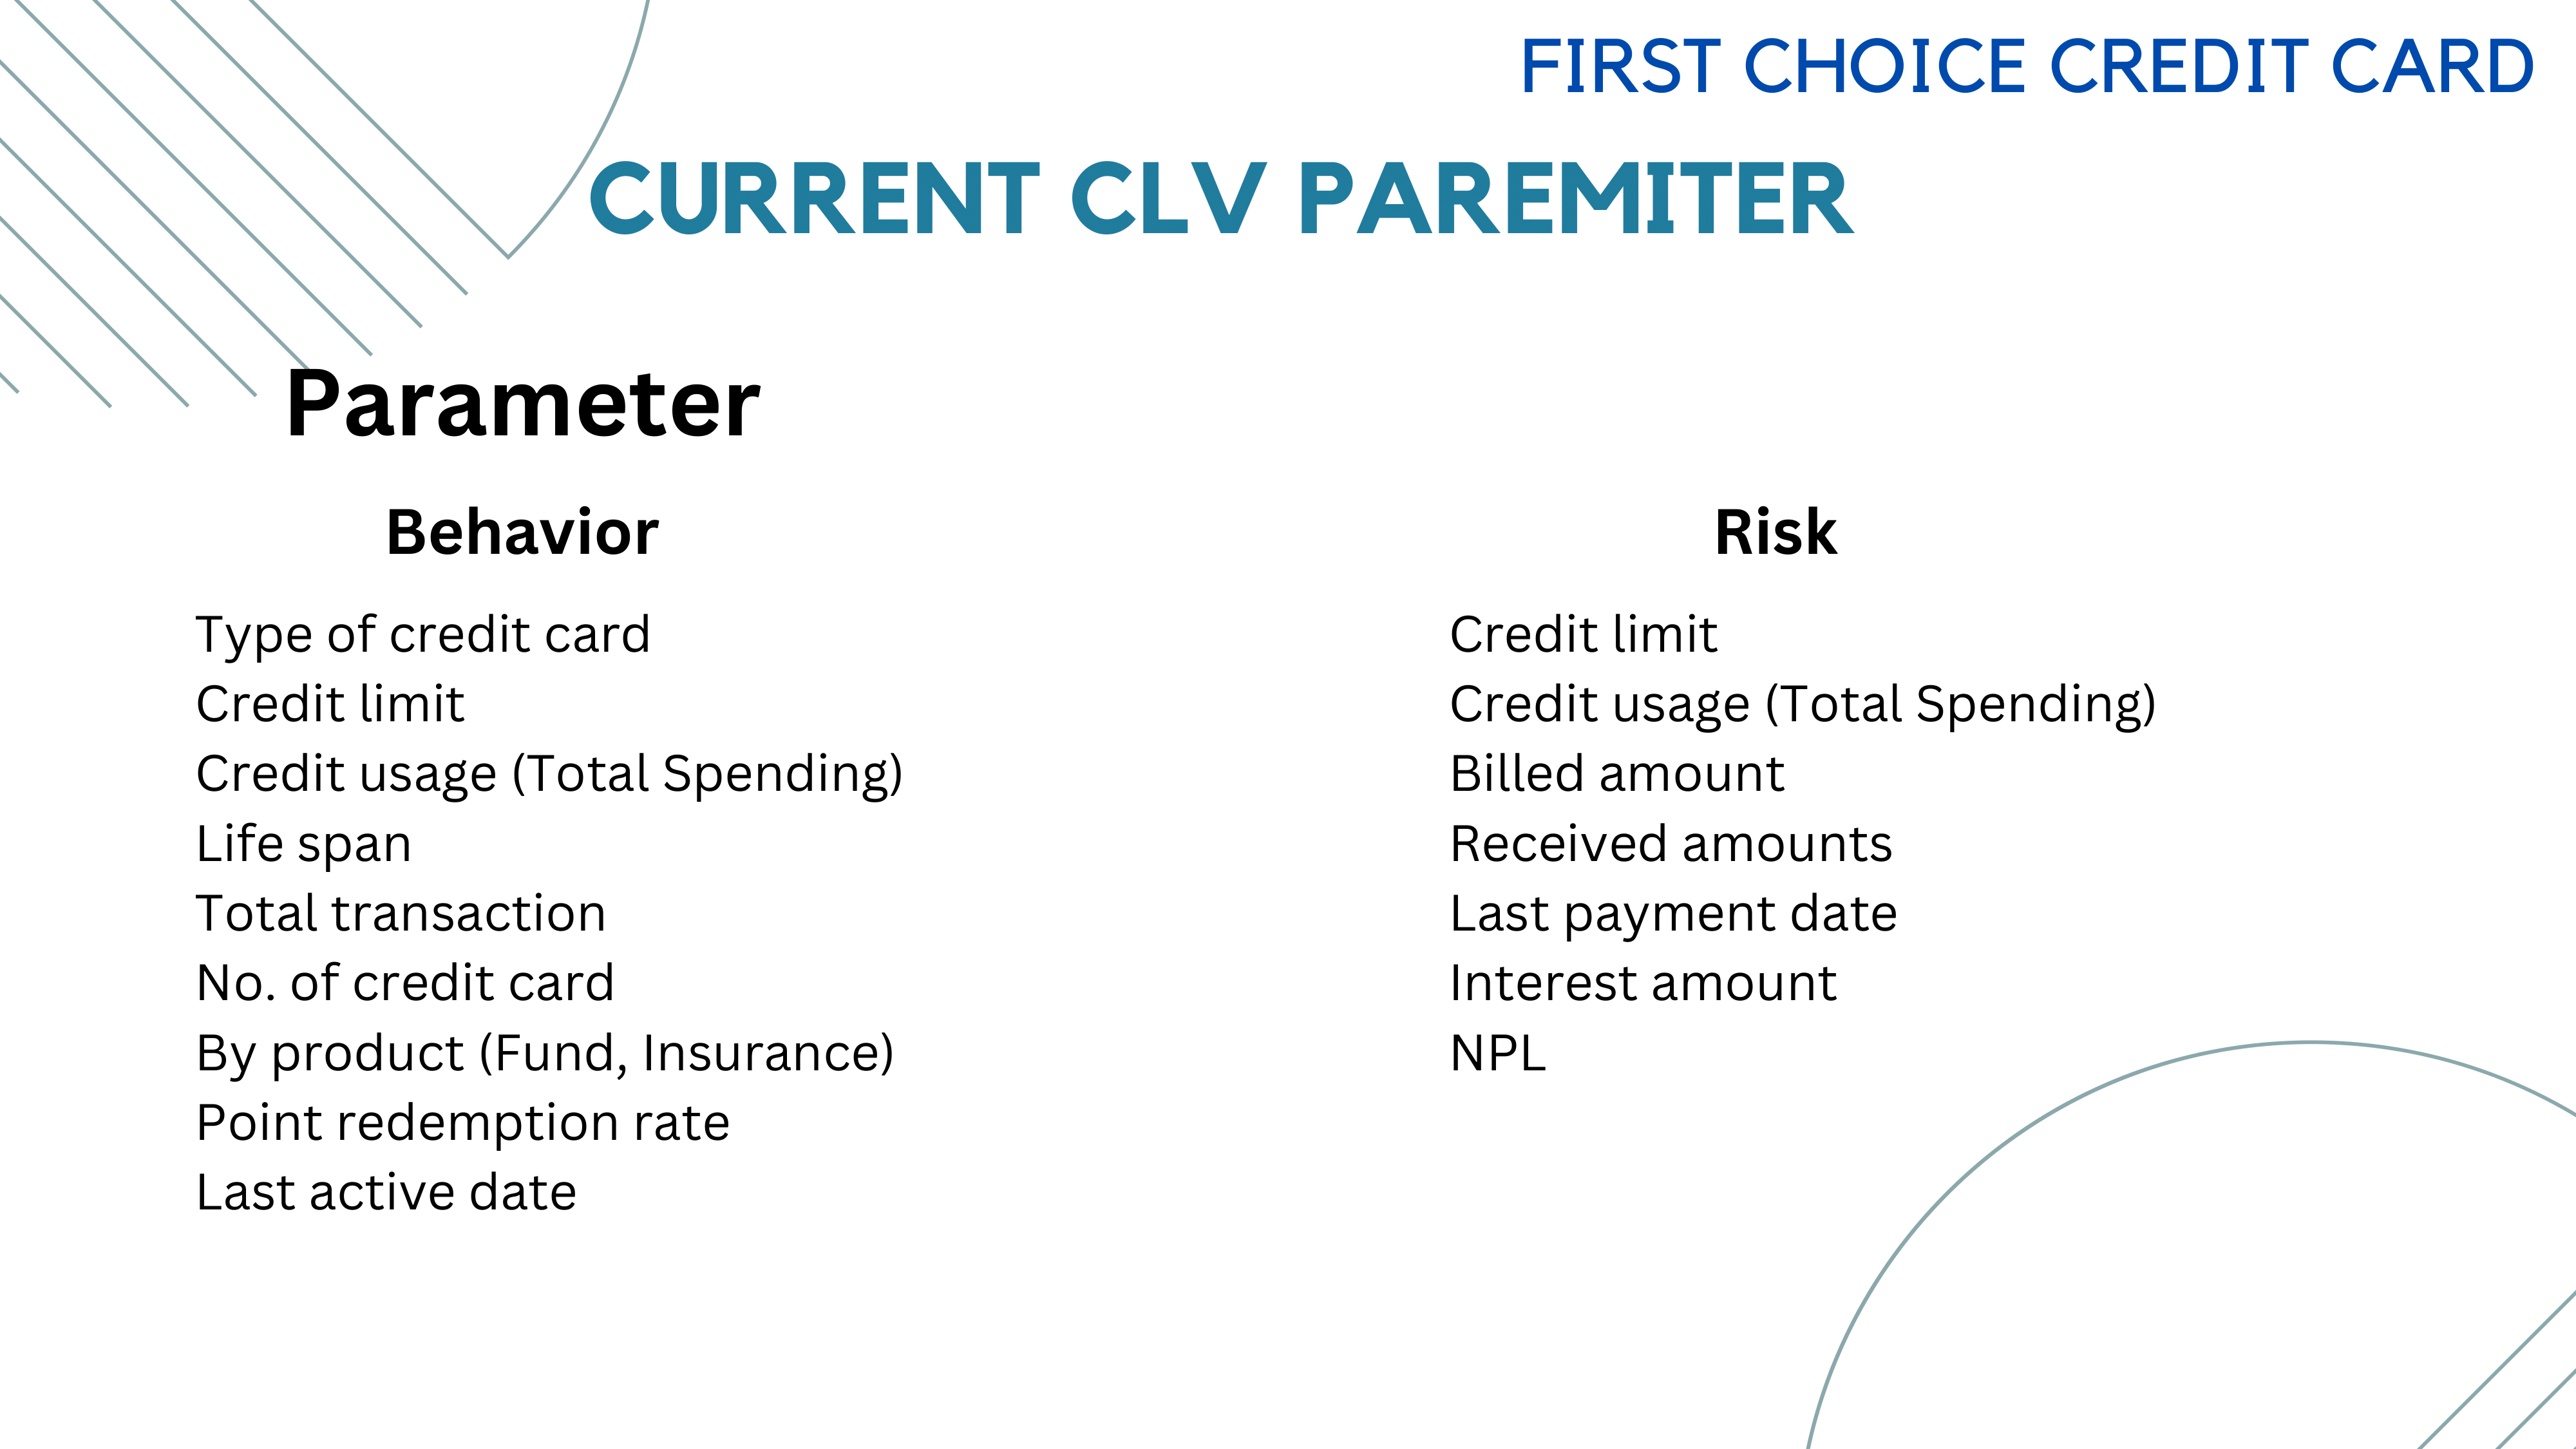 FIRST CHOICE CREDIT CARD
CURRENT CLV PAREMITER
Parameter
Behavior
Type of credit card
Credit limit
Credit usage (Total Spending)
Life span
Total transaction
No. of credit card
By product (Fund, Insurance)
Point redemption rate
Last active date
Risk
Credit limit
Credit usage (Total Spending)
Billed amount
Received amounts
Last payment date
Interest amount
NPL